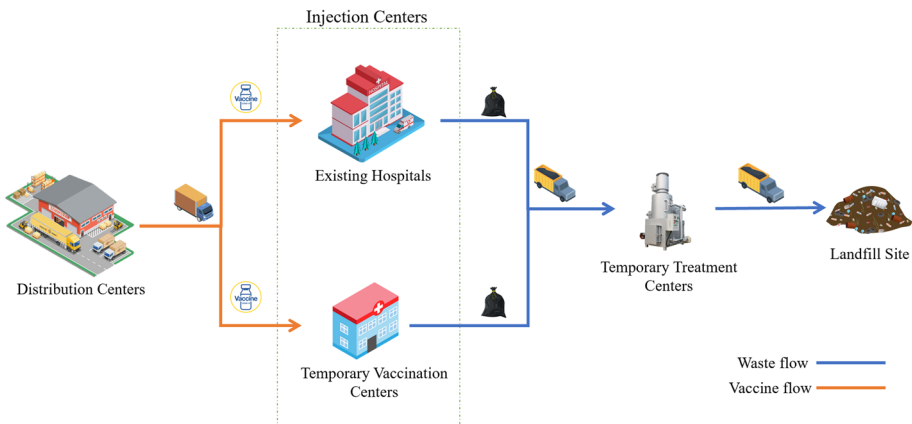 Injection Centers
Vaccine
Existing Hospitals
Distribution Centers
Temporary Treatment
Centers
Landfill Site
Vaccine
Temporary Vaccination
Centers
Waste flow
Vaccine flow